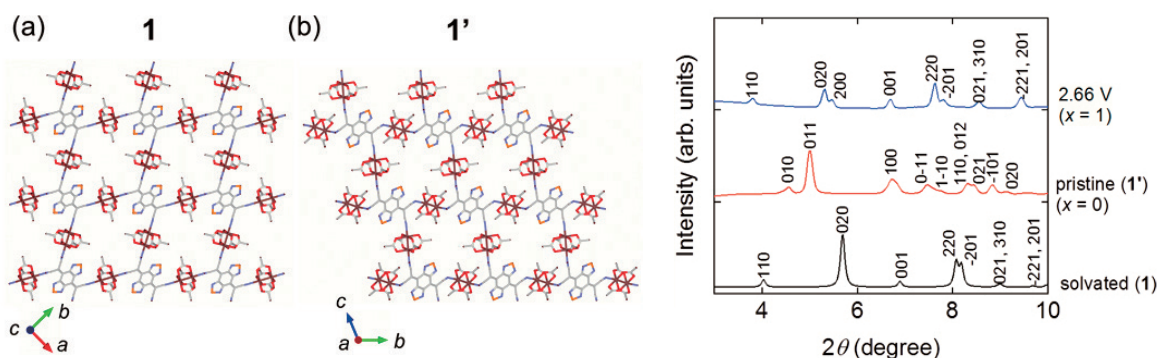 (a) 1
c b a
(b) 1'
c a b
Intensity (arb. units)
110 020 200 001 220 -201 021, 310 -221, 201
2.66 V
(x = 1)
010 011 100 0-11 1-10 110, 012 021 -101 020
pristine (1')
(x = 0)
110 020 001 220 -201 021, 310 -221, 201
solvated (1)
4 6 8 10
2θ (degree)